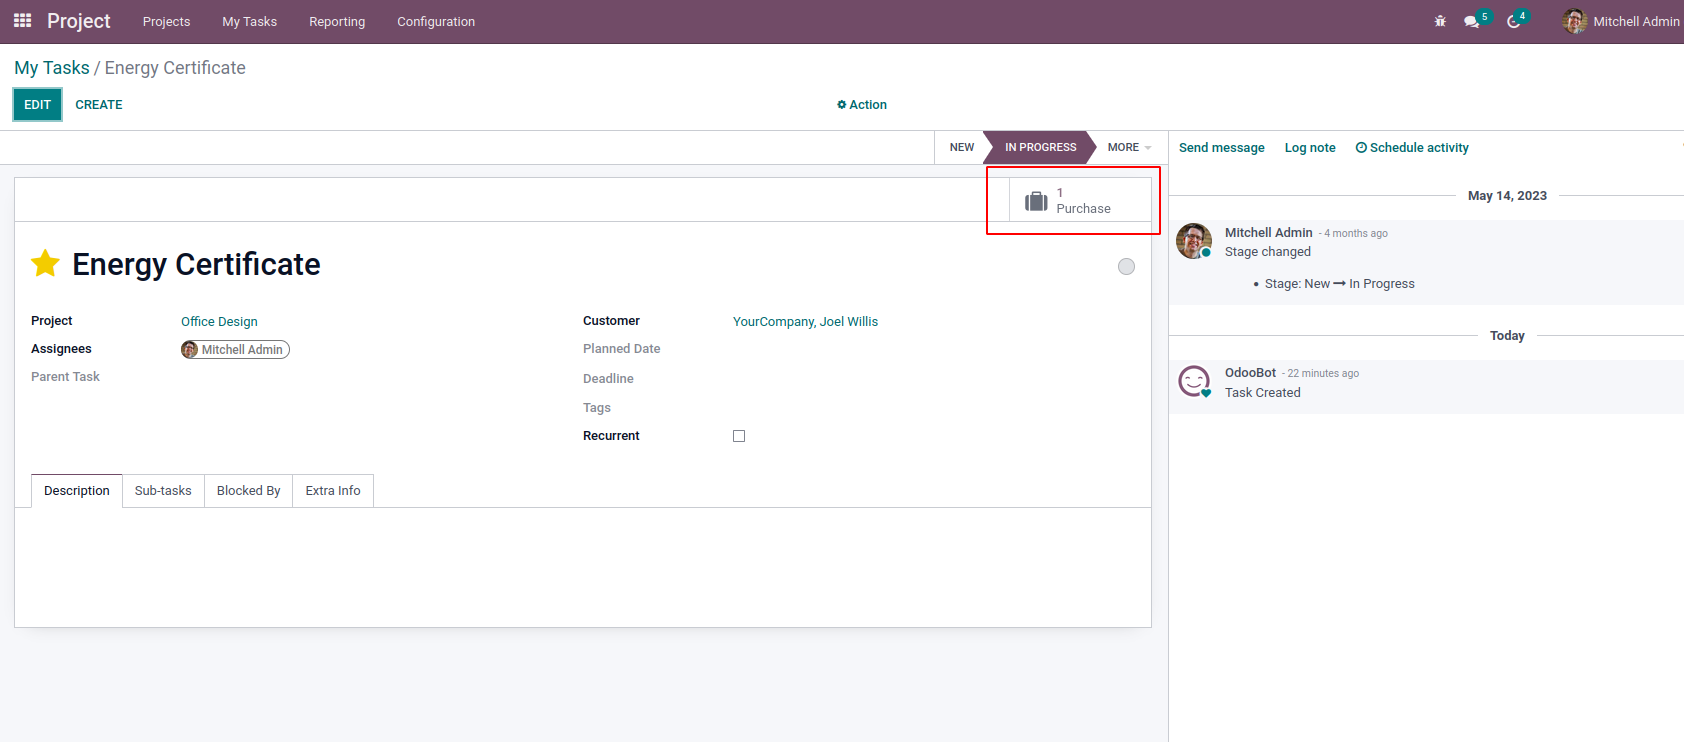 Project Projects My Tasks Reporting Configuration 5 4 Mitchell Admin
My Tasks / Energy Certificate
EDIT CREATE Action
NEW IN PROGRESS MORE
1
Purchase
Energy Certificate
Project Office Design
Assignees Mitchell Admin
Parent Task
Customer YourCompany, Joel Willis
Planned Date
Deadline
Tags
Recurrent
Description Sub-tasks Blocked By Extra Info
Send message Log note Schedule activity
May 14, 2023
Mitchell Admin - 4 months ago
Stage changed
• Stage: New → In Progress
Today
OdooBot - 22 minutes ago
Task Created